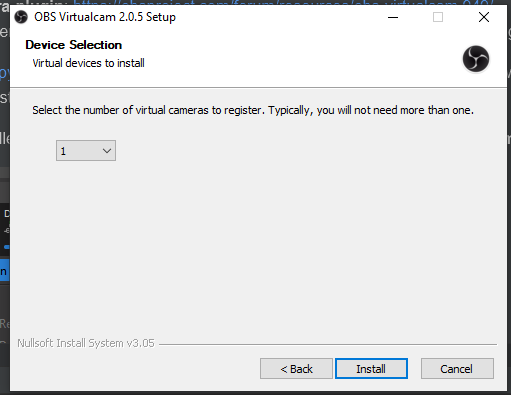 OBS Virtualcam 2.0.5 Setup
Device Selection
Virtual devices to install
Select the number of virtual cameras to register. Typically, you will not need more than one.
1
Nullsoft Install System v3.05
< Back
Install
Cancel